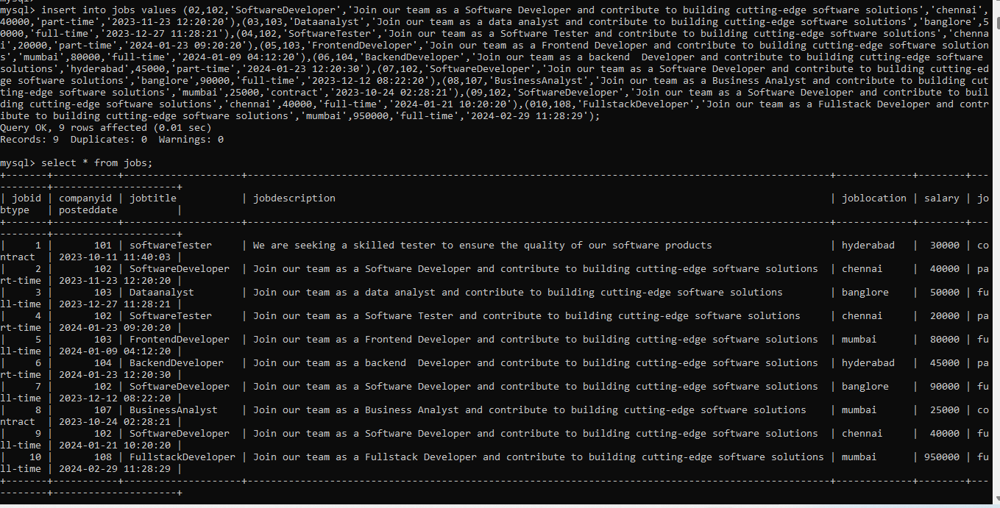 mysql> insert into jobs values (02,102,'SoftwareDeveloper','Join our team as a Software Developer and contribute to building cutting-edge software solutions','chennai',
40000,'part-time','2023-11-23 12:20:20'),(03,103,'Dataanalyst','Join our team as a data analyst and contribute to building cutting-edge software solutions','banglore',5
0000,'full-time','2023-12-27 11:28:21'),(04,102,'SoftwareTester','Join our team as a Software Tester and contribute to building cutting-edge software solutions','chenna
i',20000,'part-time','2024-01-23 09:20:20'),(05,103,'FrontendDeveloper','Join our team as a Frontend Developer and contribute to building cutting-edge software solution
s','mumbai',80000,'full-time','2024-01-09 04:12:20'),(06,104,'BackendDeveloper','Join our team as a backend  Developer and contribute to building cutting-edge software
solutions','hyderabad',45000,'part-time','2024-01-23 12:20:30'),(07,102,'SoftwareDeveloper','Join our team as a Software Developer and contribute to building cutting-ed
ge software solutions','banglore',90000,'full-time','2023-12-12 08:22:20'),(08,107,'BusinessAnalyst','Join our team as a Business Analyst and contribute to building cut
ting-edge software solutions','mumbai',25000,'contract','2023-10-24 02:28:21'),(09,102,'SoftwareDeveloper','Join our team as a Software Developer and contribute to buil
ding cutting-edge software solutions','chennai',40000,'full-time','2024-01-21 10:20:20'),(010,108,'FullstackDeveloper','Join our team as a Fullstack Developer and contr
ibute to building cutting-edge software solutions','mumbai',950000,'full-time','2024-02-29 11:28:29');
Query OK, 9 rows affected (0.01 sec)
Records: 9  Duplicates: 0  Warnings: 0
mysql> select * from jobs;
| jobid | companyid | jobtitle | jobdescription | joblocation | salary | jo
btype | posteddate |
| 1 | 101 | softwareTester | We are seeking a skilled tester to ensure the quality of our software products | hyderabad | 30000 | co
ntract | 2023-10-11 11:40:03 |
| 2 | 102 | SoftwareDeveloper | Join our team as a Software Developer and contribute to building cutting-edge software solutions | chennai | 40000 | pa
rt-time | 2023-11-23 12:20:20 |
| 3 | 103 | Dataanalyst | Join our team as a data analyst and contribute to building cutting-edge software solutions | banglore | 50000 | fu
ll-time | 2023-12-27 11:28:21 |
| 4 | 102 | SoftwareTester | Join our team as a Software Tester and contribute to building cutting-edge software solutions | chennai | 20000 | pa
rt-time | 2024-01-23 09:20:20 |
| 5 | 103 | FrontendDeveloper | Join our team as a Frontend Developer and contribute to building cutting-edge software solutions | mumbai | 80000 | fu
ll-time | 2024-01-09 04:12:20 |
| 6 | 104 | BackendDeveloper | Join our team as a backend  Developer and contribute to building cutting-edge software solutions | hyderabad | 45000 | pa
rt-time | 2024-01-23 12:20:30 |
| 7 | 102 | SoftwareDeveloper | Join our team as a Software Developer and contribute to building cutting-edge software solutions | banglore | 90000 | fu
ll-time | 2023-12-12 08:22:20 |
| 8 | 107 | BusinessAnalyst | Join our team as a Business Analyst and contribute to building cutting-edge software solutions | mumbai | 25000 | co
ntract | 2023-10-24 02:28:21 |
| 9 | 102 | SoftwareDeveloper | Join our team as a Software Developer and contribute to building cutting-edge software solutions | chennai | 40000 | fu
ll-time | 2024-01-21 10:20:20 |
| 10 | 108 | FullstackDeveloper | Join our team as a Fullstack Developer and contribute to building cutting-edge software solutions | mumbai | 950000 | fu
ll-time | 2024-02-29 11:28:29 |